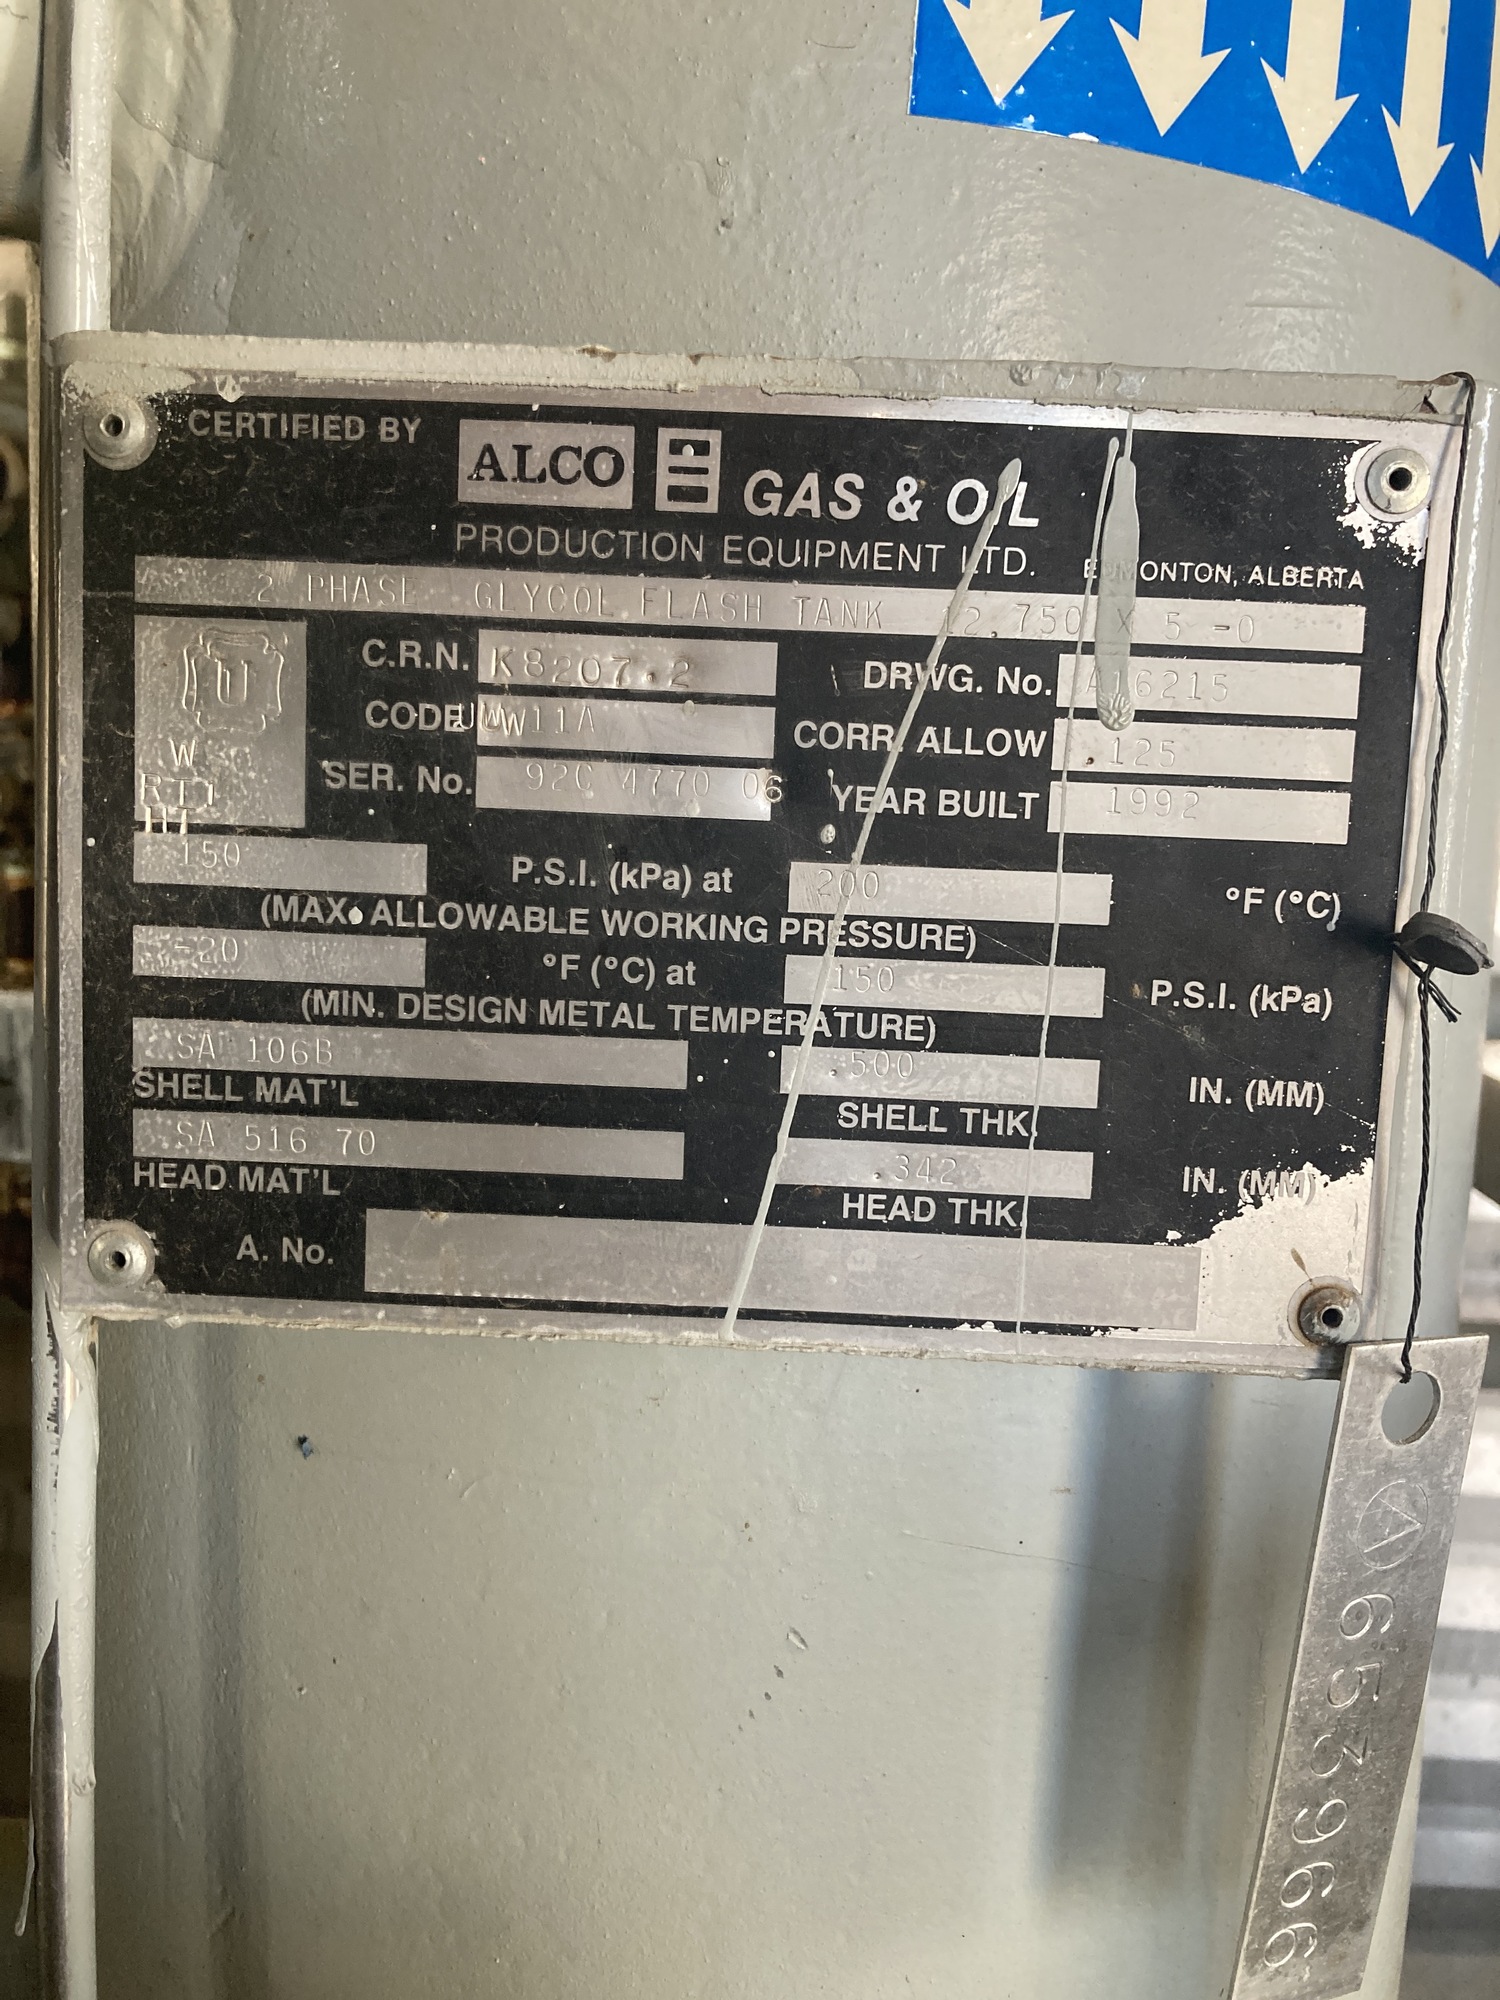 CERTIFIED BY
ALCO GAS & OIL
PRODUCTION EQUIPMENT LTD. EDMONTON, ALBERTA
2 PHASE GLYCOL FLASH TANK 12.750 X 5 -0
U
W
RT1
HT
C.R.N. K8207.2
DRWG. No. A16215
CODE UW W11A
CORR. ALLOW .125
SER. No. 92C 4770 06
YEAR BUILT 1992
150 P.S.I. (kPa) at 200 °F (°C)
(MAX. ALLOWABLE WORKING PRESSURE)
-20 °F (°C) at 150 P.S.I. (kPa)
(MIN. DESIGN METAL TEMPERATURE)
SA 106B .500 IN. (MM)
SHELL MAT'L SHELL THK.
SA 516 70 .342 IN. (MM)
HEAD MAT'L HEAD THK.
A. No.
A 6539966